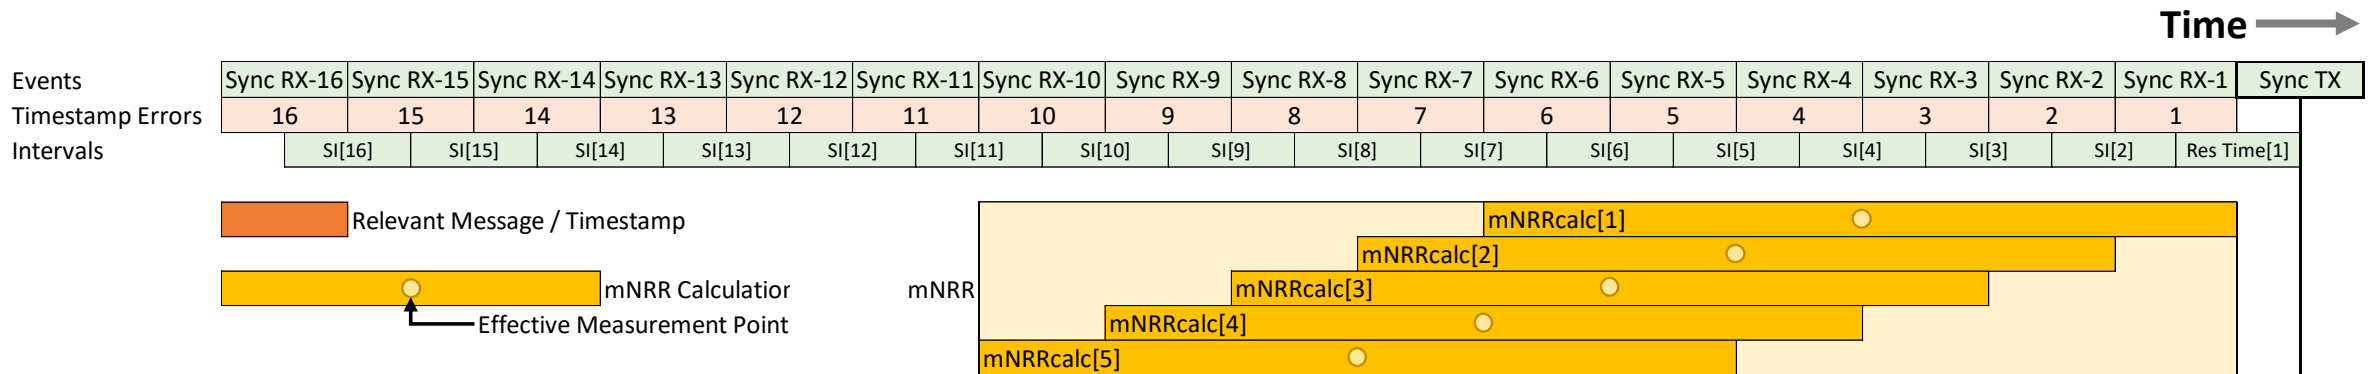 Time
Events Sync RX-16 Sync RX-15 Sync RX-14 Sync RX-13 Sync RX-12 Sync RX-11 Sync RX-10 Sync RX-9 Sync RX-8 Sync RX-7 Sync RX-6 Sync RX-5 Sync RX-4 Sync RX-3 Sync RX-2 Sync RX-1 Sync TX
Timestamp Errors 16 15 14 13 12 11 10 9 8 7 6 5 4 3 2 1
Intervals SI[16] SI[15] SI[14] SI[13] SI[12] SI[11] SI[10] SI[9] SI[8] SI[7] SI[6] SI[5] SI[4] SI[3] SI[2] Res Time[1]
Relevant Message / Timestamp mNRRcalc[1]
mNRRcalc[2]
mNRR Calculatior mNRR mNRRcalc[3]
Effective Measurement Point mNRRcalc[4]
mNRRcalc[5]